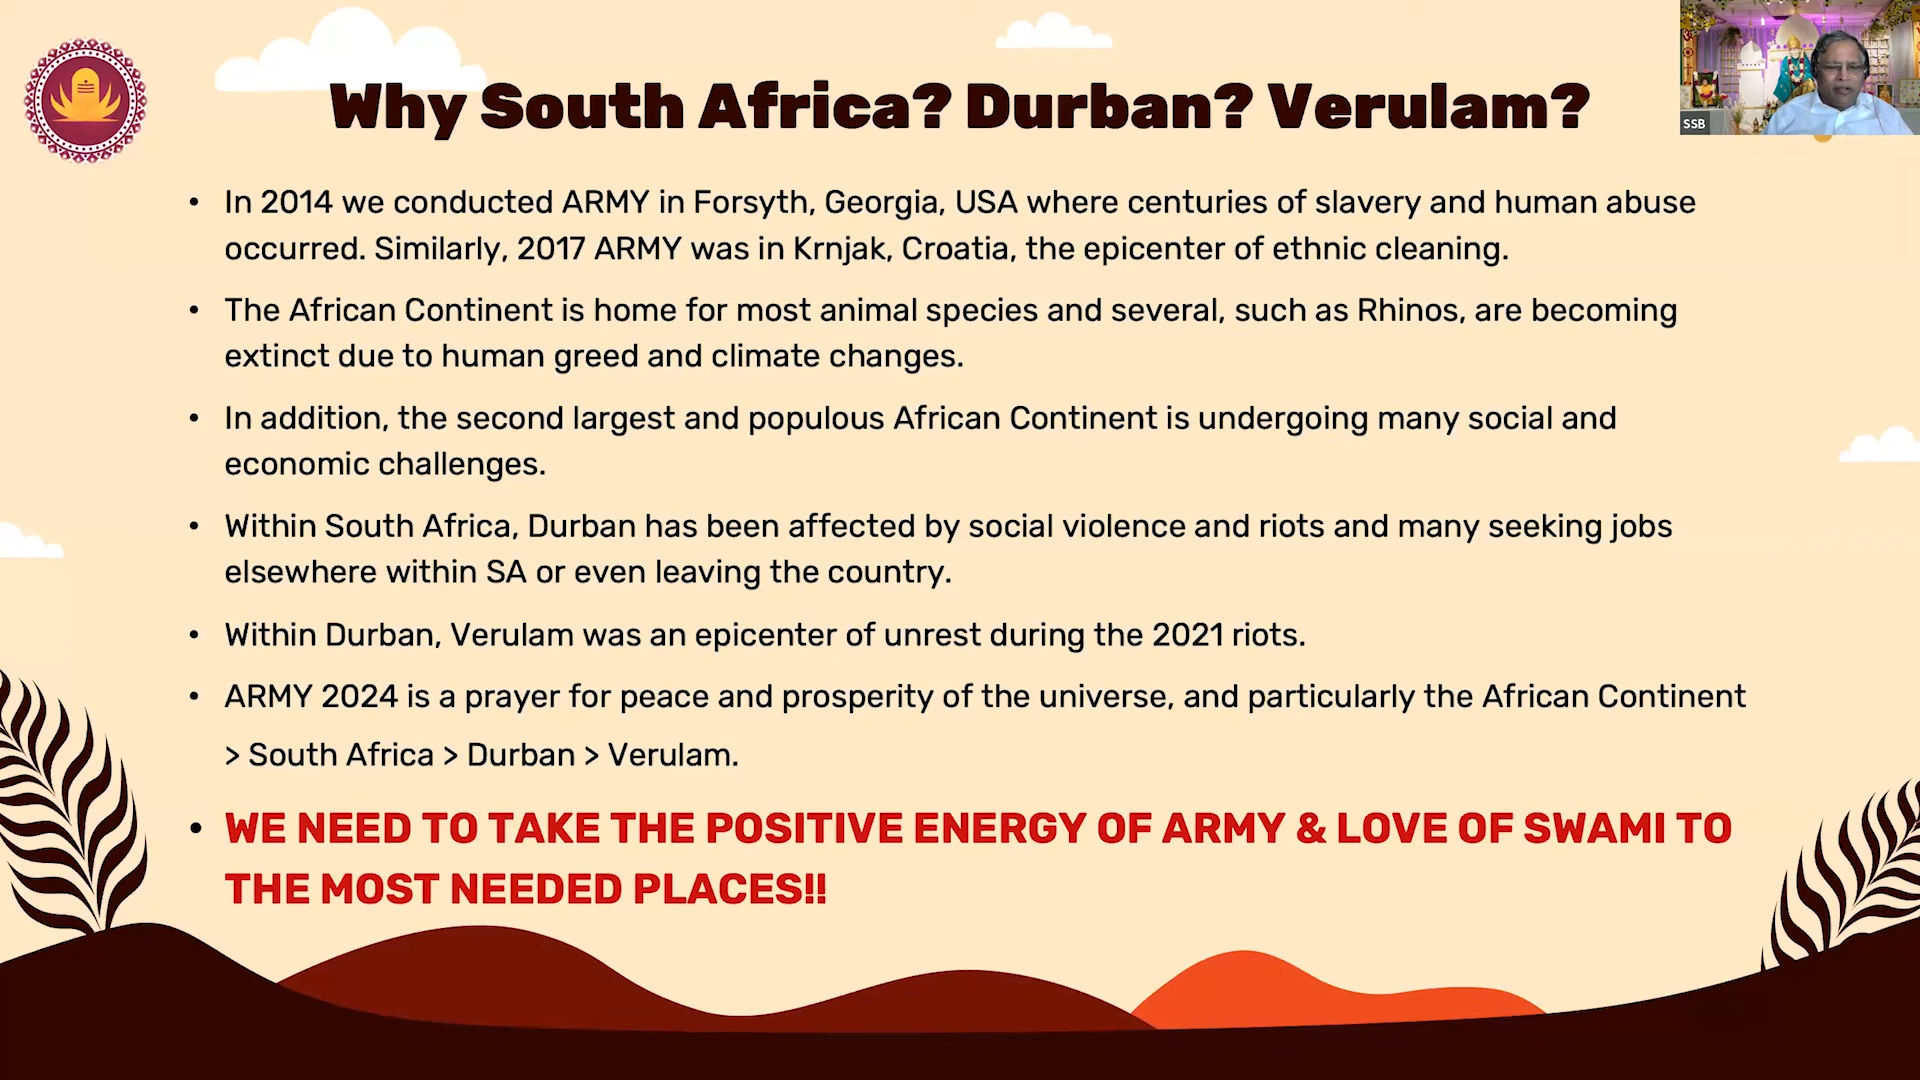 Why South Africa? Durban? Verulam?
SSB
• In 2014 we conducted ARMY in Forsyth, Georgia, USA where centuries of slavery and human abuse
occurred. Similarly, 2017 ARMY was in Krnjak, Croatia, the epicenter of ethnic cleaning.
• The African Continent is home for most animal species and several, such as Rhinos, are becoming
extinct due to human greed and climate changes.
• In addition, the second largest and populous African Continent is undergoing many social and
economic challenges.
• Within South Africa, Durban has been affected by social violence and riots and many seeking jobs
elsewhere within SA or even leaving the country.
• Within Durban, Verulam was an epicenter of unrest during the 2021 riots.
• ARMY 2024 is a prayer for peace and prosperity of the universe, and particularly the African Continent
> South Africa > Durban > Verulam.
• WE NEED TO TAKE THE POSITIVE ENERGY OF ARMY & LOVE OF SWAMI TO
THE MOST NEEDED PLACES!!